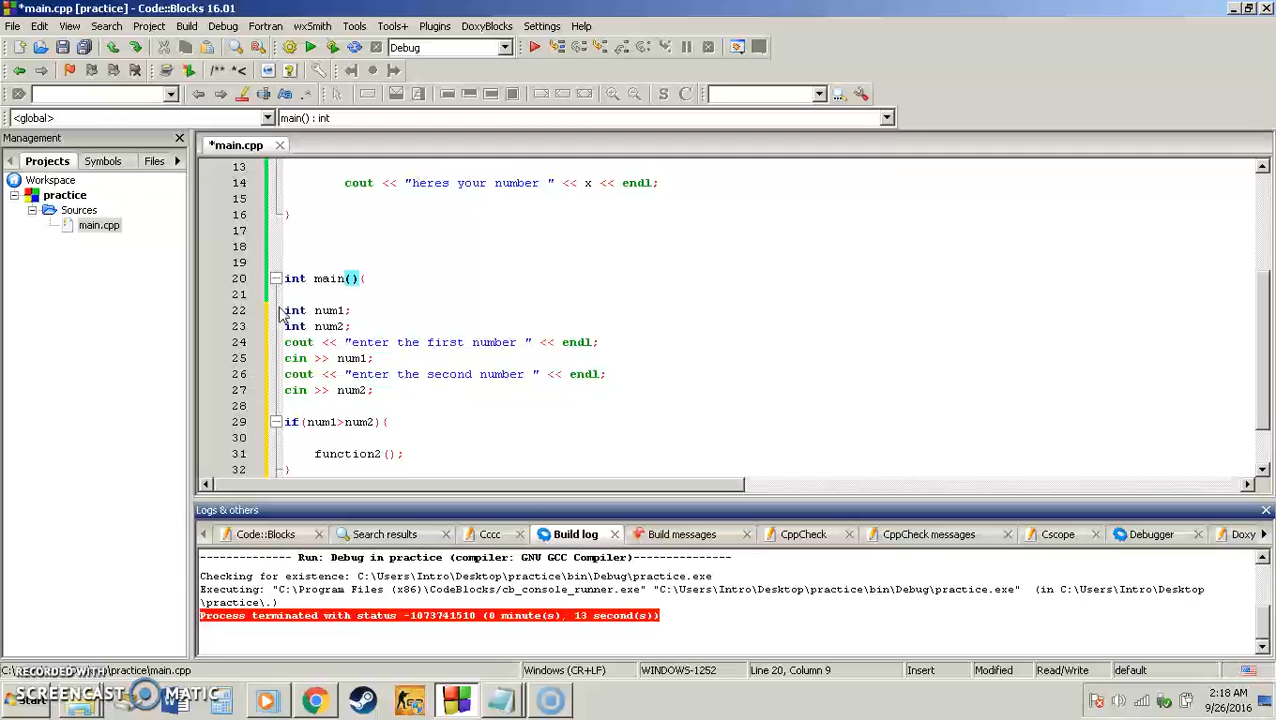 *main.cpp [practice] - Code::Blocks 16.01
File Edit View Search Project Build Debug Fortran wxSmith Tools Tools+ Plugins DoxyBlocks Settings Help
Debug
/** *<
S C
<global> main() : int
Management
*main.cpp
Projects Symbols Files
Workspace
practice
Sources
main.cpp
13
14 cout << "heres your number " << x << endl;
15
16 }
17
18
19
20 int main(){
21
22 int num1;
23 int num2;
24 cout << "enter the first number " << endl;
25 cin >> num1;
26 cout << "enter the second number " << endl;
27 cin >> num2;
28
29 if(num1>num2){
30
31 function2();
32 }
Logs & others
Code::Blocks Search results Cccc Build log Build messages CppCheck CppCheck messages Cscope Debugger Doxy
-------------- Run: Debug in practice (compiler: GNU GCC Compiler)---------------
Checking for existence: C:\Users\Intro\Desktop\practice\bin\Debug\practice.exe
Executing: "C:\Program Files (x86)\CodeBlocks/cb_console_runner.exe" "C:\Users\Intro\Desktop\practice\bin\Debug\practice.exe" (in C:\Users\Intro\Desktop
\practice\.)
Process terminated with status -1073741510 (0 minute(s), 13 second(s))
\practice\main.cpp Windows (CR+LF) WINDOWS-1252 Line 20, Column 9 Insert Modified Read/Write default
RECORDED WITH
SCREENCAST MATIC
Start
2:18 AM
9/26/2016